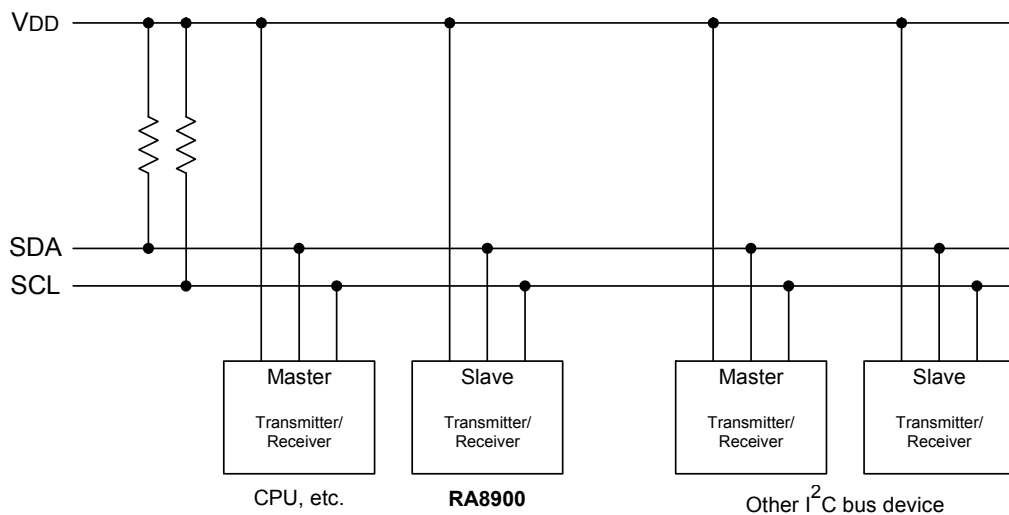 VDD
SDA
SCL
Master
Transmitter/
Receiver
Slave
Transmitter/
Receiver
Master
Transmitter/
Receiver
Slave
Transmitter/
Receiver
CPU, etc.
RA8900
Other I²C bus device